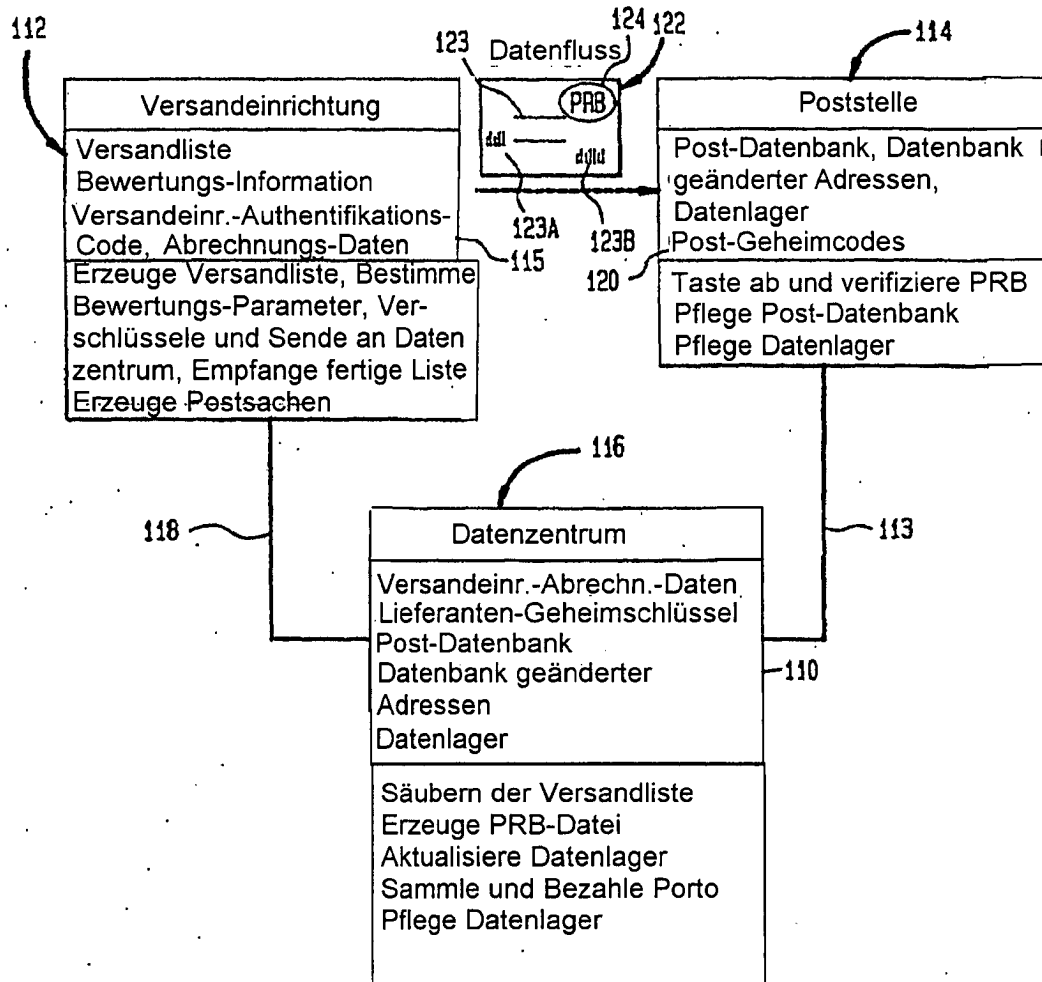 112
123
Datenfluss
124
122
114
PRB
123A
123B
Versandeinrichtung
Versandliste
Bewertungs-Information
Versandeinr.-Authentifikations-
Code, Abrechnungs-Daten
115
Erzeuge Versandliste, Bestimme
Bewertungs-Parameter, Ver-
schlüssele und Sende an Daten
zentrum, Empfange fertige Liste
Erzeuge Postsachen
Poststelle
Post-Datenbank, Datenbank
geänderter Adressen,
Datenlager
Post-Geheimcodes
120
Taste ab und verifiziere PRB
Pflege Post-Datenbank
Pflege Datenlager
118
116
113
Datenzentrum
Versandeinr.-Abrechn.-Daten
Lieferanten-Geheimschlüssel
Post-Datenbank
Datenbank geänderter
Adressen
Datenlager
110
Säubern der Versandliste
Erzeuge PRB-Datei
Aktualisiere Datenlager
Sammle und Bezahle Porto
Pflege Datenlager